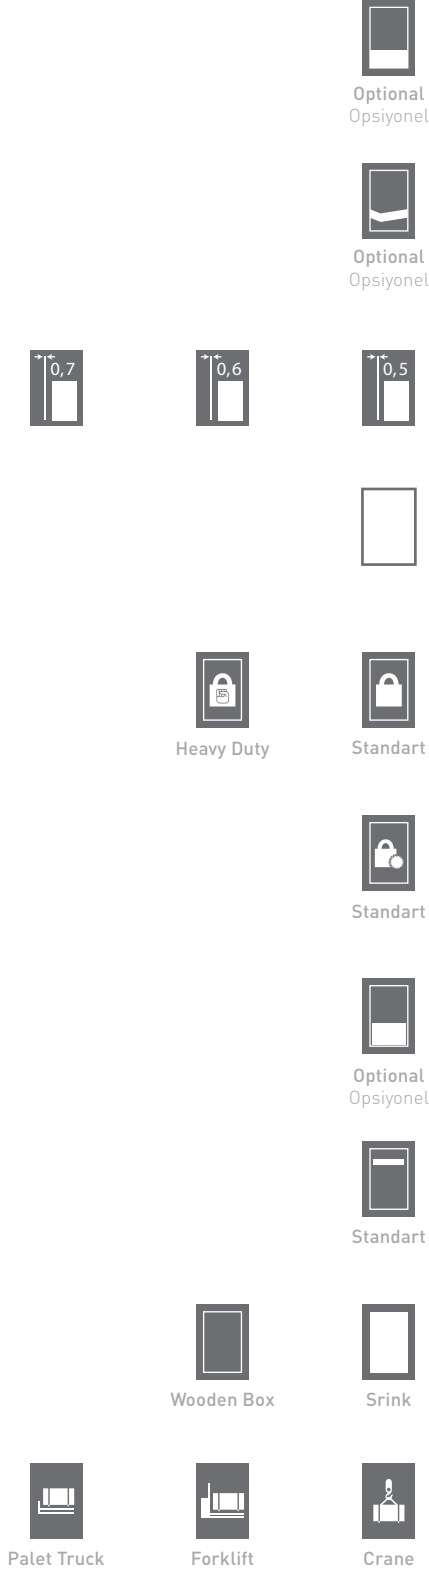 Optional
Opsiyonel
Optional
Opsiyonel
0,7
0,6
0,5
Heavy Duty
Standart
Standart
Optional
Opsiyonel
Standart
Wooden Box
Srink
Palet Truck
Forklift
Crane